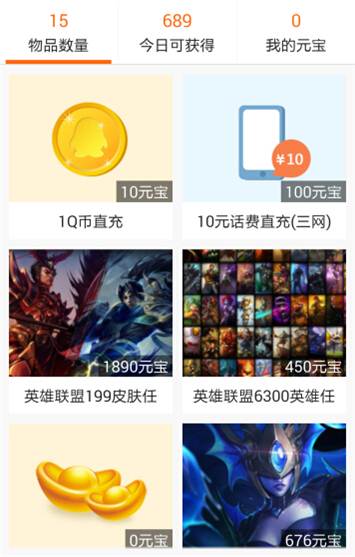 15 689 0
物品数量 今日可获得 我的元宝
10元宝 ¥10 100元宝
1Q币直充 10元话费直充(三网)
1890元宝 450元宝
英雄联盟199皮肤任 英雄联盟6300英雄任
0元宝 676元宝